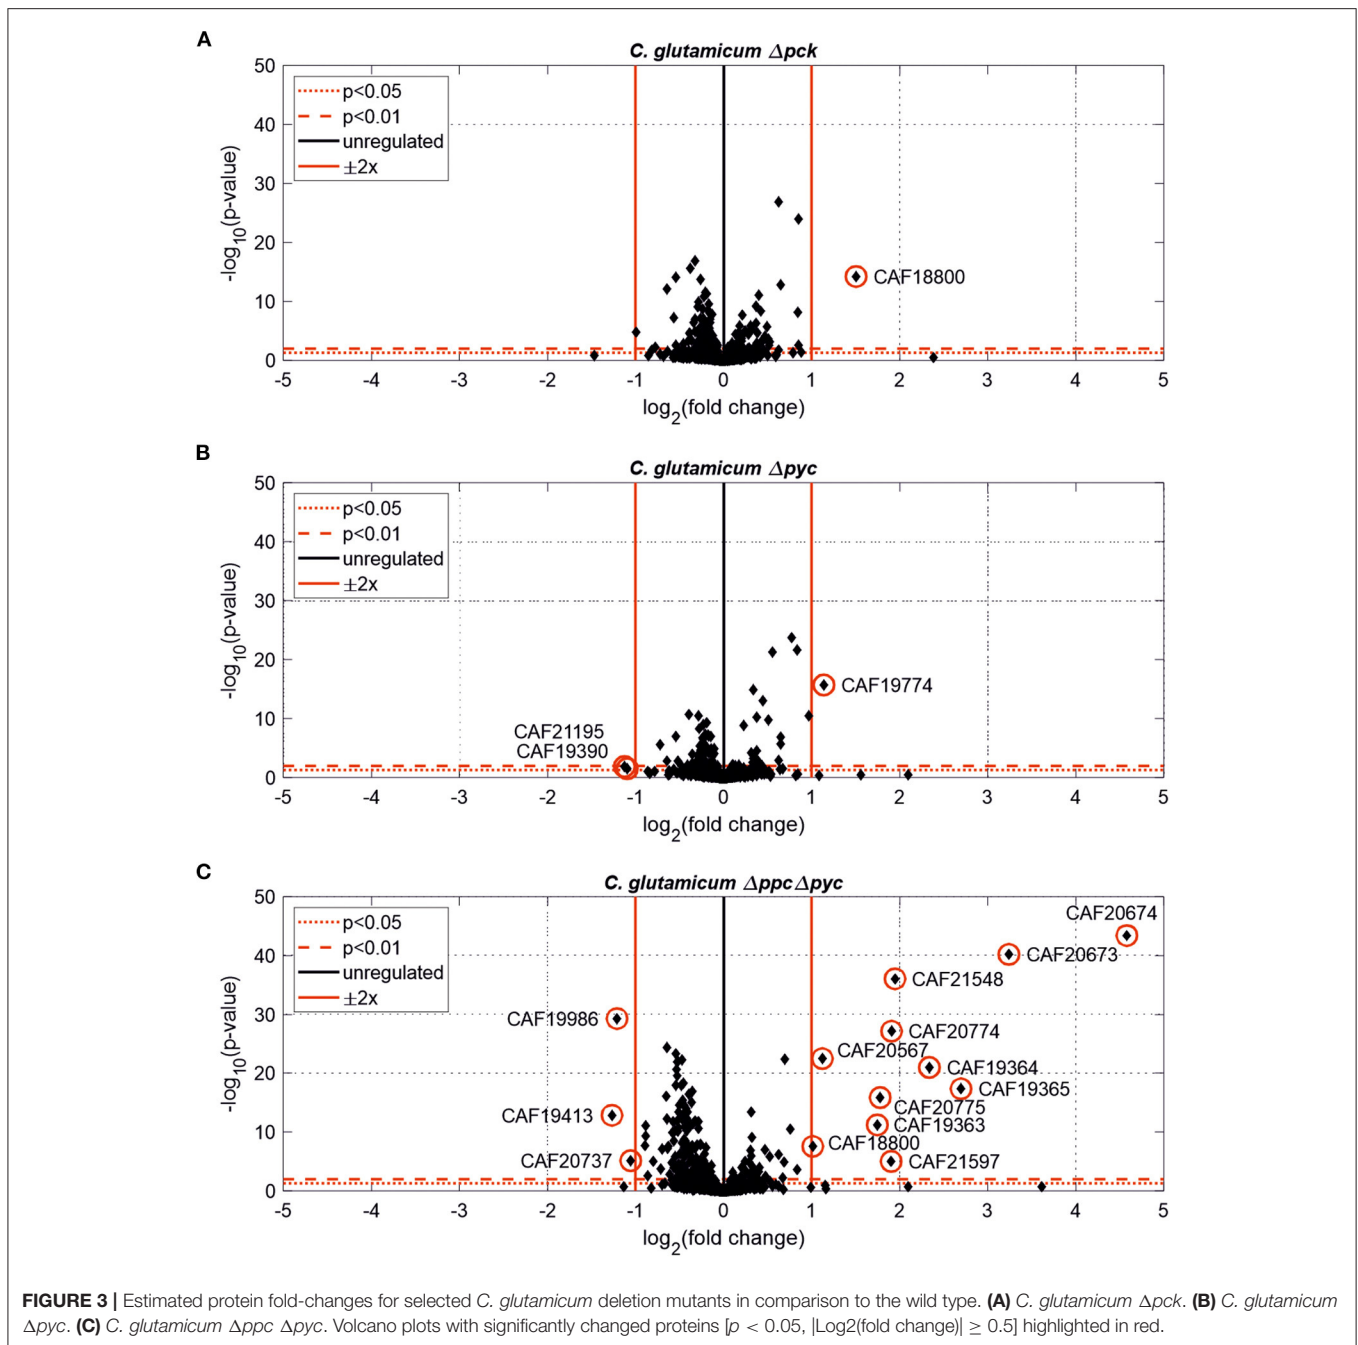 A
C. glutamicum Δpck
50
40
30
20
10
0
-log10(p-value)
p<0.05
p<0.01
unregulated
±2x
CAF18800
-5 -4 -3 -2 -1 0 1 2 3 4 5
log2(fold change)
B
C. glutamicum Δpyc
50
40
30
20
10
0
-log10(p-value)
p<0.05
p<0.01
unregulated
±2x
CAF19774
CAF21195
CAF19390
-5 -4 -3 -2 -1 0 1 2 3 4 5
log2(fold change)
C
C. glutamicum ΔppcΔpyc
50
40
30
20
10
0
-log10(p-value)
p<0.05
p<0.01
unregulated
±2x
CAF20674
CAF20673
CAF21548
CAF19986
CAF20774
CAF20567
CAF19364
CAF19365
CAF20775
CAF19413
CAF19363
CAF18800
CAF20737
CAF21597
-5 -4 -3 -2 -1 0 1 2 3 4 5
log2(fold change)
FIGURE 3 | Estimated protein fold-changes for selected C. glutamicum deletion mutants in comparison to the wild type. (A) C. glutamicum Δpck. (B) C. glutamicum
Δpyc. (C) C. glutamicum Δppc Δpyc. Volcano plots with significantly changed proteins [p < 0.05, |Log2(fold change)| ≥ 0.5] highlighted in red.